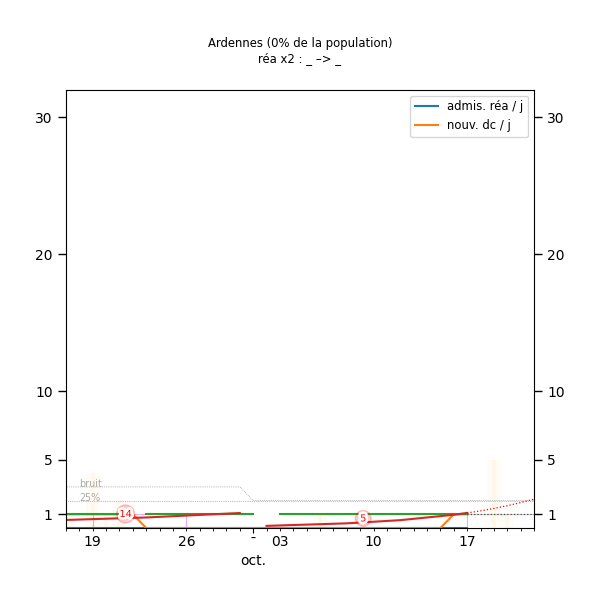 Ardennes (0% de la population)
réa x2 : _ –> _
admis. réa / j
nouv. dc / j
30 30
20 20
10 10
5 5
bruit
25%
14
5
1 1
19 26 - 03 10 17
oct.